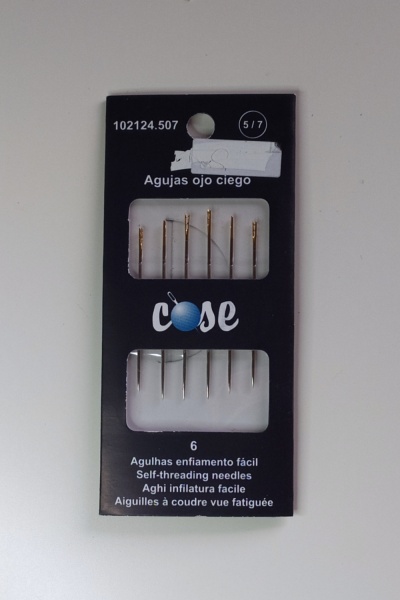 102124.507
5 / 7
Agujas ojo ciego
cose
6
Agulhas enfiamento fácil
Self-threading needles
Aghi infilatura facile
Aiguilles à coudre vue fatiguée